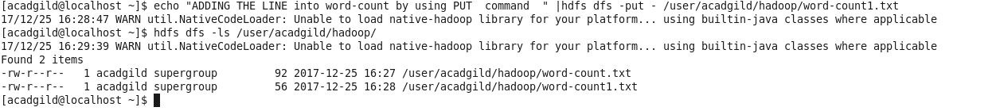 [acadgild@localhost ~]$ echo "ADDING THE LINE into word-count by using PUT  command  " |hdfs dfs -put - /user/acadgild/hadoop/word-count1.txt
17/12/25 16:28:47 WARN util.NativeCodeLoader: Unable to load native-hadoop library for your platform... using builtin-java classes where applicable
[acadgild@localhost ~]$ hdfs dfs -ls /user/acadgild/hadoop/
17/12/25 16:29:39 WARN util.NativeCodeLoader: Unable to load native-hadoop library for your platform... using builtin-java classes where applicable
Found 2 items
-rw-r--r--   1 acadgild supergroup         92 2017-12-25 16:27 /user/acadgild/hadoop/word-count.txt
-rw-r--r--   1 acadgild supergroup         56 2017-12-25 16:28 /user/acadgild/hadoop/word-count1.txt
[acadgild@localhost ~]$